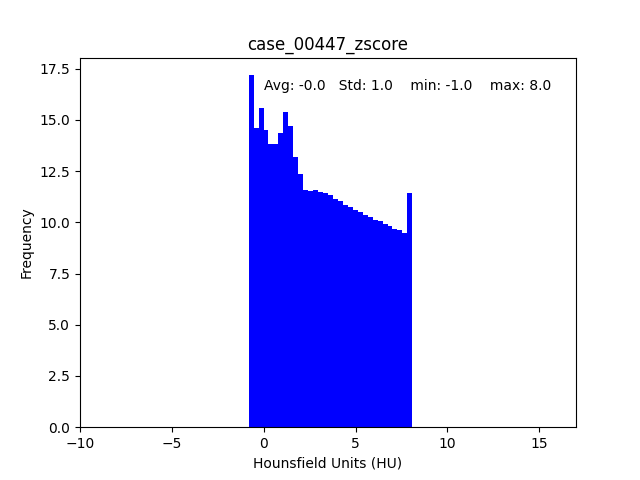 case_00447_zscore
17.5
Avg: -0.0 Std: 1.0 min: -1.0 max: 8.0
15.0
12.5
10.0
7.5
5.0
2.5
0.0
Frequency
−10 −5 0 5 10 15
Hounsfield Units (HU)